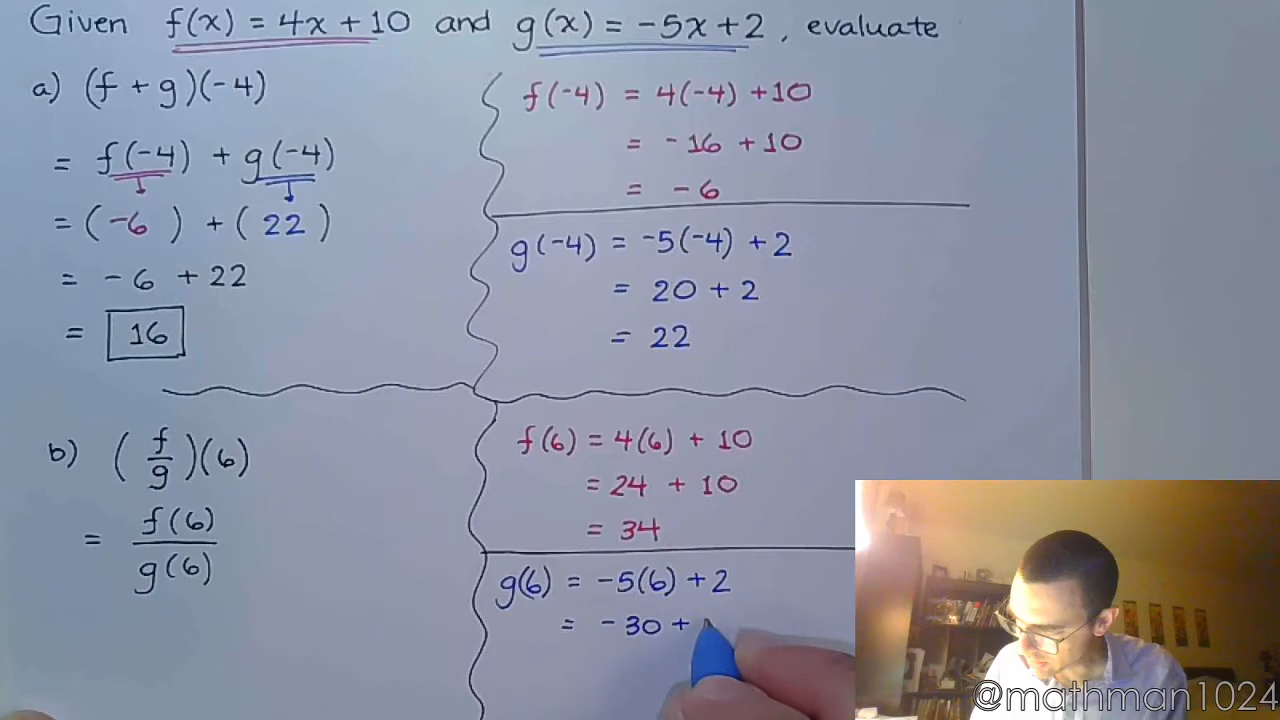 Given f(x) = 4x + 10 and g(x) = -5x + 2, evaluate
a) (f + g)(-4)
= f(-4) + g(-4)
= (-6) + (22)
= -6 + 22
= 16
f(-4) = 4(-4) + 10
= -16 + 10
= -6
g(-4) = -5(-4) + 2
= 20 + 2
= 22
b) (f/g)(6)
= f(6)/g(6)
f(6) = 4(6) + 10
= 24 + 10
= 34
g(6) = -5(6) + 2
= -30 +
@mathman1024